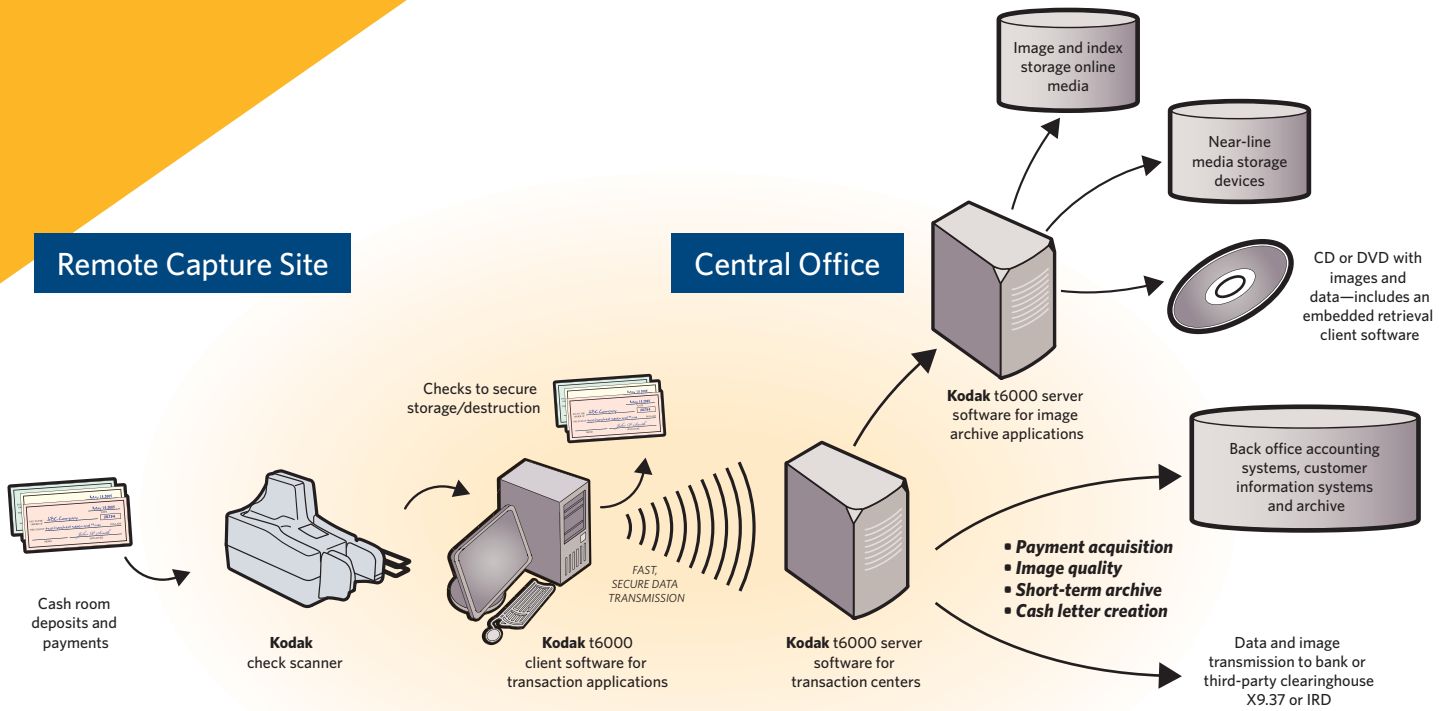 Image and index
storage online
media
Near-line
media storage
devices
Remote Capture Site
Central Office
CD or DVD with
images and
data—includes an
embedded retrieval
client software
Checks to secure
storage/destruction
Kodak t6000 server
software for image
archive applications
Back office accounting
systems, customer
information systems
and archive
FAST,
SECURE DATA
TRANSMISSION
▪ Payment acquisition
▪ Image quality
▪ Short-term archive
▪ Cash letter creation
Cash room
deposits and
payments
Kodak
check scanner
Kodak t6000
client software for
transaction applications
Kodak t6000 server
software for
transaction centers
Data and image
transmission to bank or
third-party clearinghouse
X9.37 or IRD